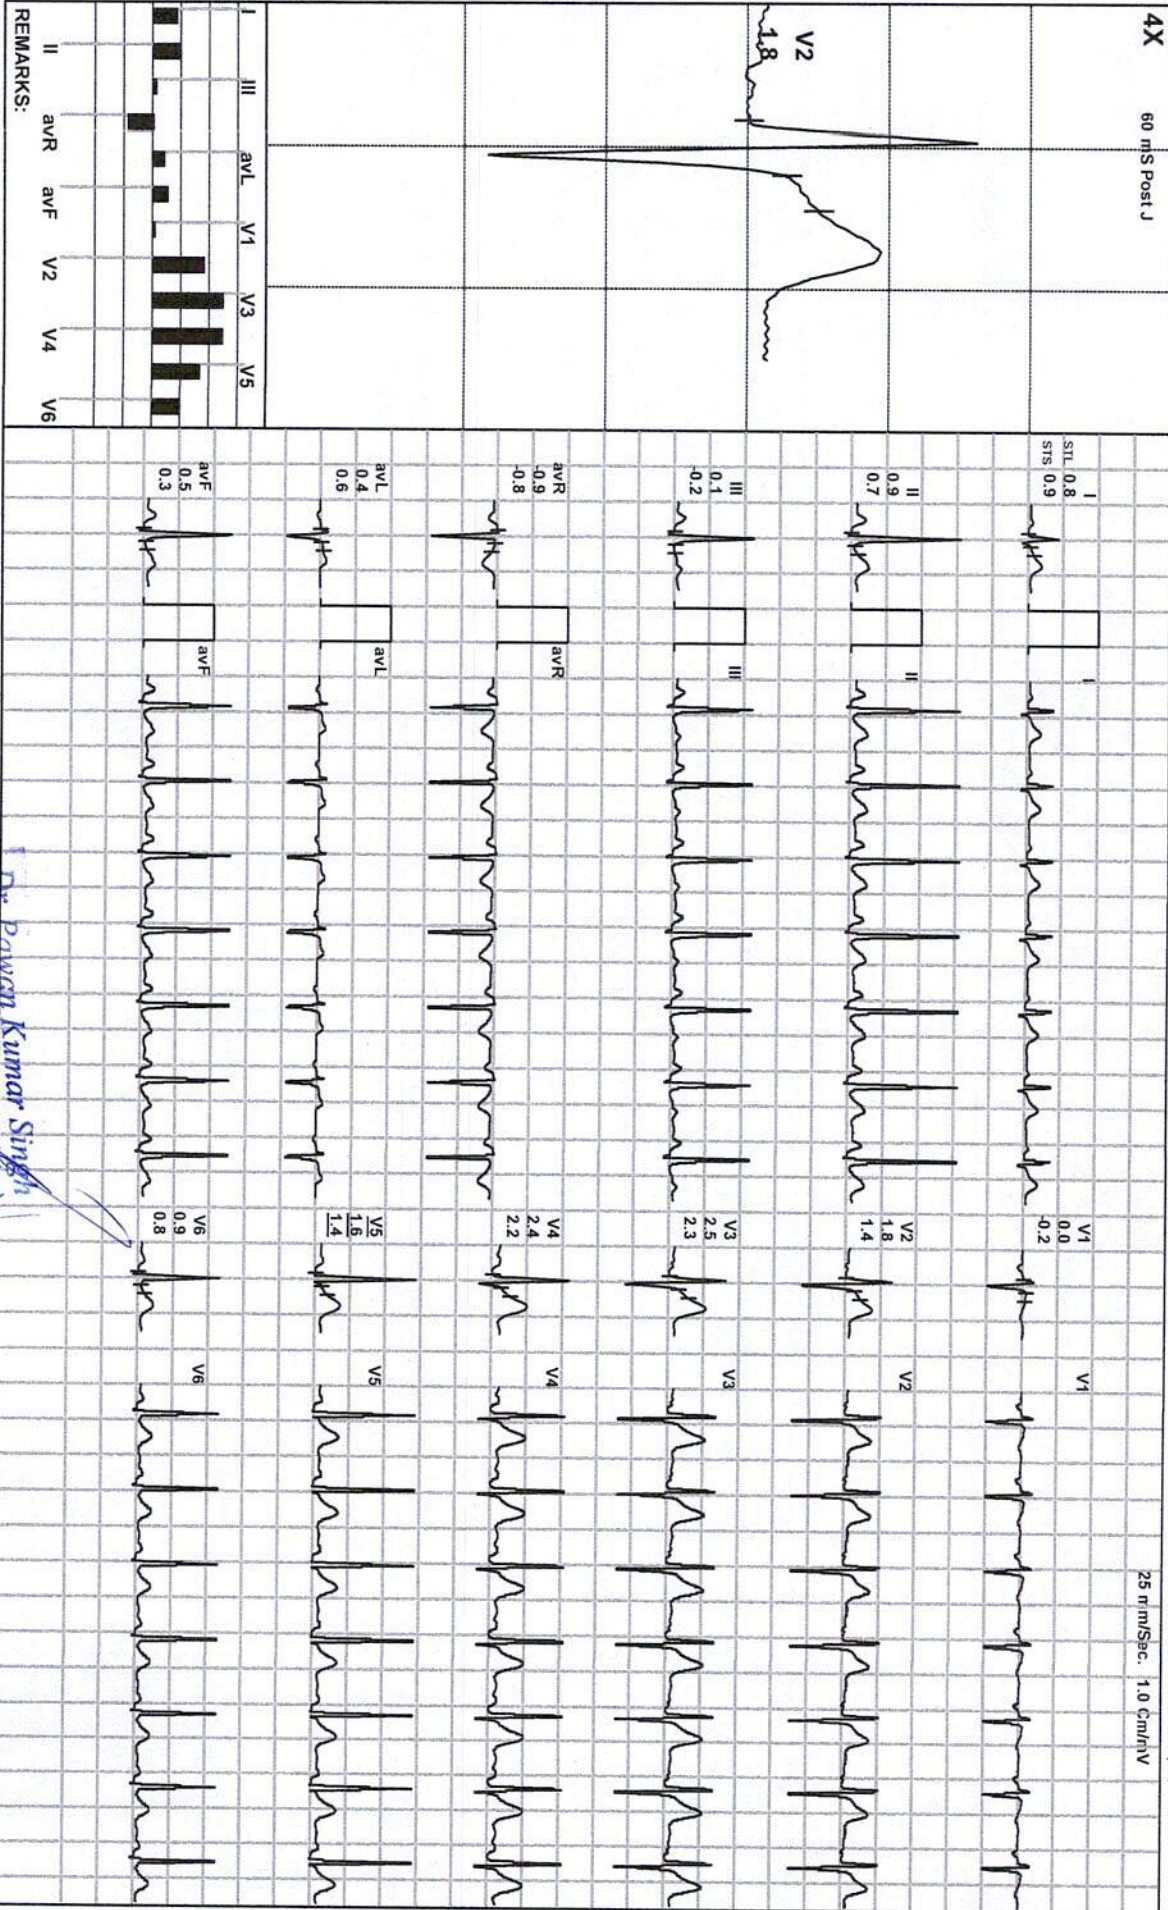 4X
60 mS Post J
25 mm/Sec. 1.0 Cm/mV
V2
1.8
I
STL 0.8
STS 0.9
I
V1
0.0
-0.2
V1
II
0.9
0.7
II
V2
1.8
1.4
V2
III
0.1
-0.2
III
V3
2.5
2.3
V3
avR
-0.9
-0.8
avR
V4
2.4
2.2
V4
avL
0.4
0.6
avL
V5
1.6
1.4
V5
avF
0.5
0.3
avF
V6
0.9
0.8
V6
I III avL V1 V3 V5
II avR avF V2 V4 V6
REMARKS:
Dr. Pawan Kumar Singh